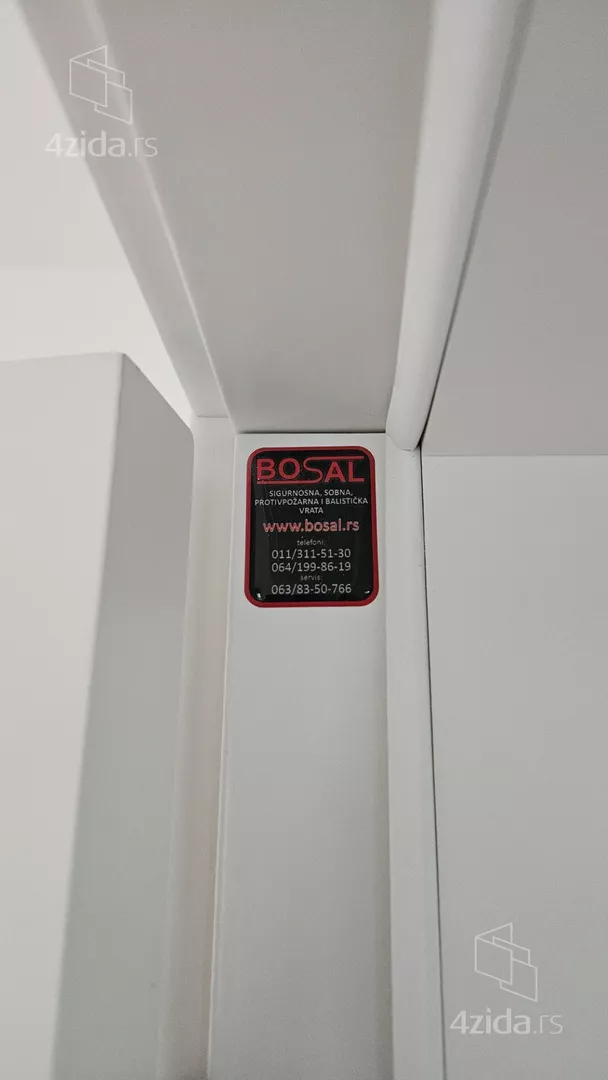 4zida.rs
BOSAL
SIGURNOSNA, SOBNA,
PROTIVPOŽARNA I BALISTIČKA
VRATA
www.bosal.rs
telefoni:
011/311-51-30
064/199-86-19
servis:
063/83-50-766
4zida.rs